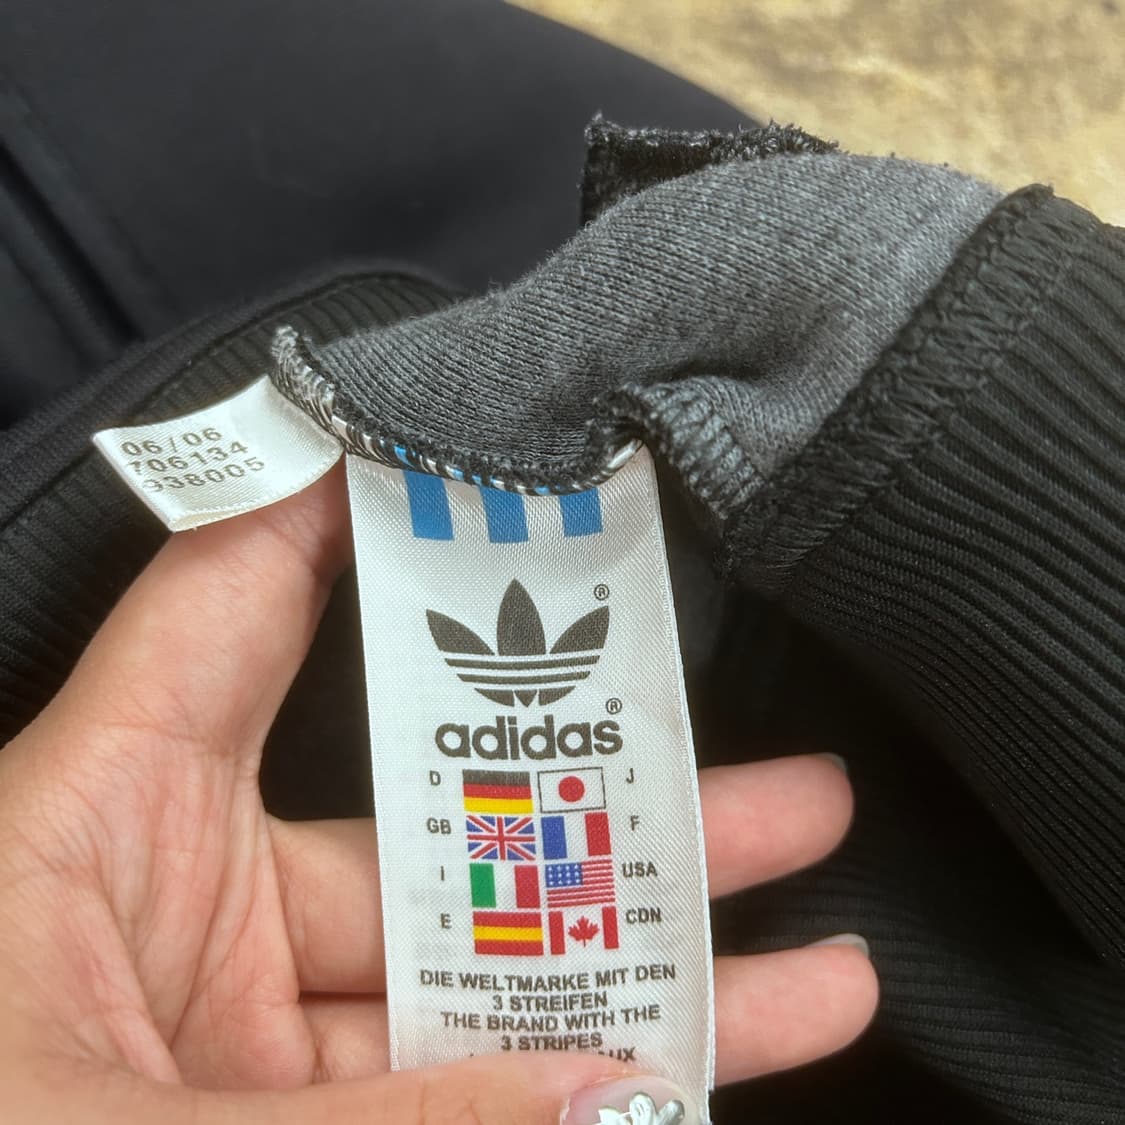 06/06
706134
938005
®
®
adidas
D J
GB F
I USA
E CDN
DIE WELTMARKE MIT DEN
3 STREIFEN
THE BRAND WITH THE
3 STRIPES